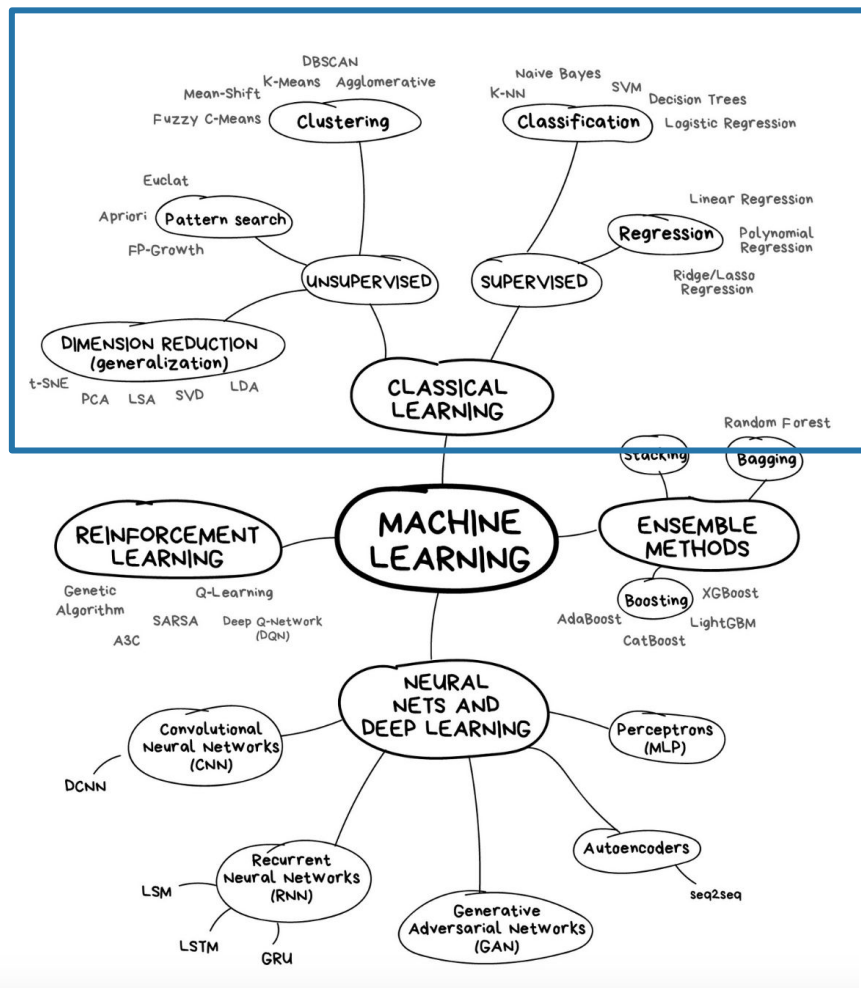 DBSCAN
K-Means
Agglomerative
Mean-Shift
Fuzzy C-Means
Clustering
Naive Bayes
K-NN
SVM
Decision Trees
Classification
Logistic Regression
Euclat
Apriori
Pattern search
FP-Growth
Linear Regression
Regression
Polynomial
Regression
Ridge/Lasso
Regression
UNSUPERVISED
SUPERVISED
DIMENSION REDUCTION
(generalization)
t-SNE
PCA
LSA
SVD
LDA
CLASSICAL
LEARNING
Random Forest
Stacking
Bagging
MACHINE
LEARNING
REINFORCEMENT
LEARNING
Genetic
Algorithm
Q-Learning
SARSA
Deep Q-Network
(DQN)
A3C
ENSEMBLE
METHODS
Boosting
XGBoost
AdaBoost
LightGBM
CatBoost
NEURAL
NETS AND
DEEP LEARNING
Convolutional
Neural Networks
(CNN)
DCNN
Perceptrons
(MLP)
Recurrent
Neural Networks
(RNN)
LSM
LSTM
GRU
Generative
Adversarial Networks
(GAN)
Autoencoders
seq2seq